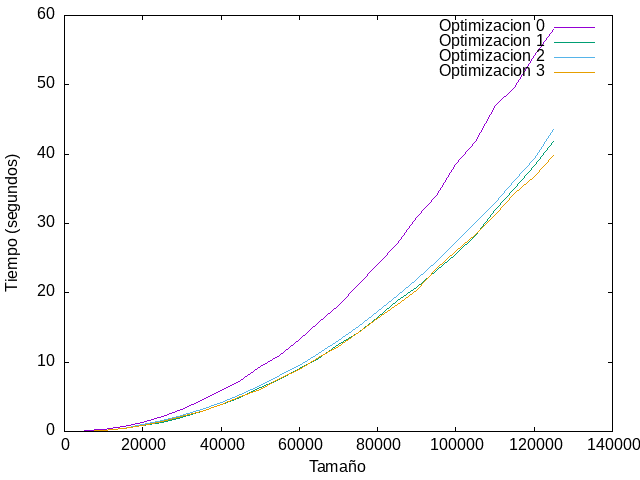 60
50
40
30
20
10
0
Tiempo (segundos)
Optimizacion 0
Optimizacion 1
Optimizacion 2
Optimizacion 3
0 20000 40000 60000 80000 100000 120000 140000
Tamaño